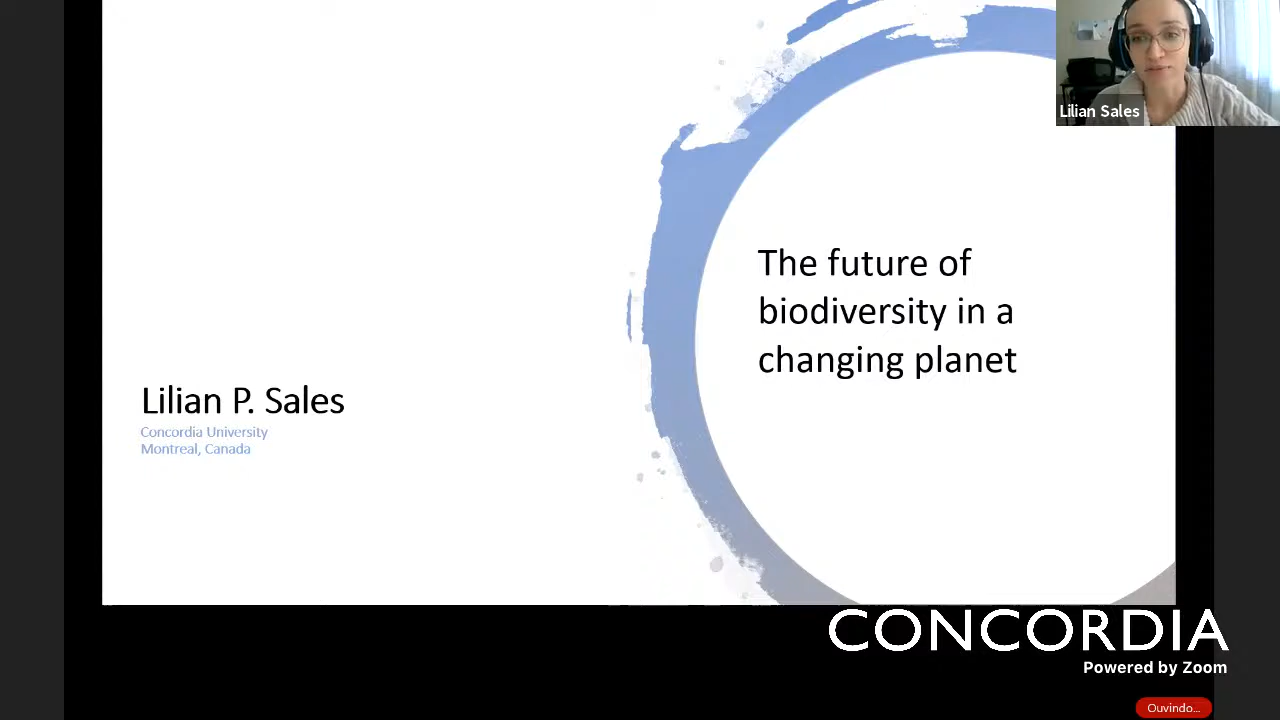 Lilian Sales
The future of
biodiversity in a
changing planet
Lilian P. Sales
Concordia University
Montreal, Canada
CONCORDIA
Powered by Zoom
Ouvindo...